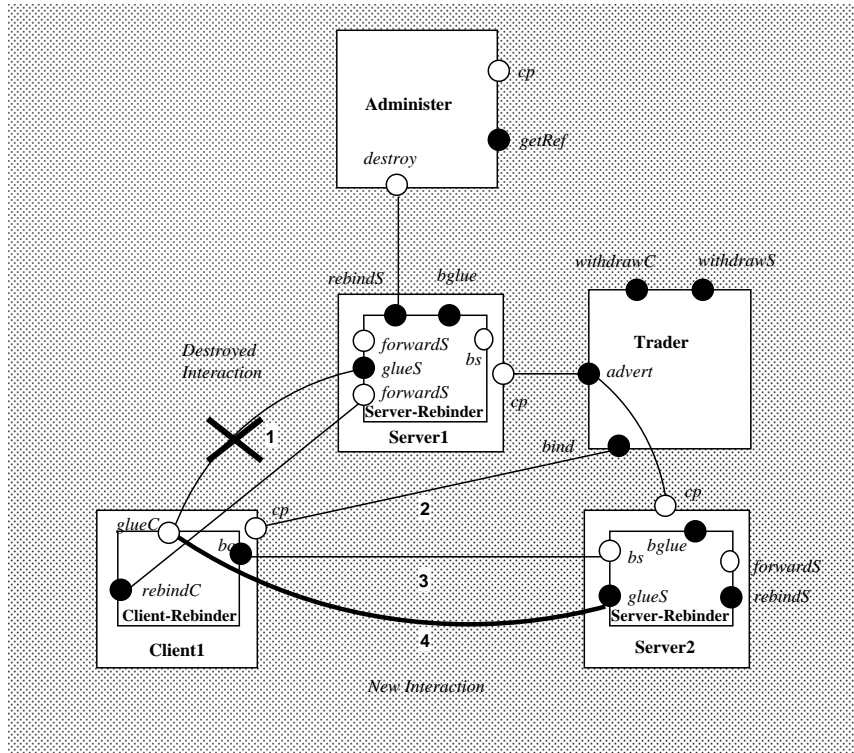 cp
Administer
getRef
destroy
withdrawC
withdrawS
rebindS
bglue
Destroyed
Interaction
forwardS
bs
glueS
forwardS
Server-Rebinder
Server1
cp
Trader
advert
bind
1
2
cp
glueC
rebindC
Client-Rebinder
Client1
3
4
cp
bglue
bs
forwardS
glueS
rebindS
Server-Rebinder
Server2
New Interaction